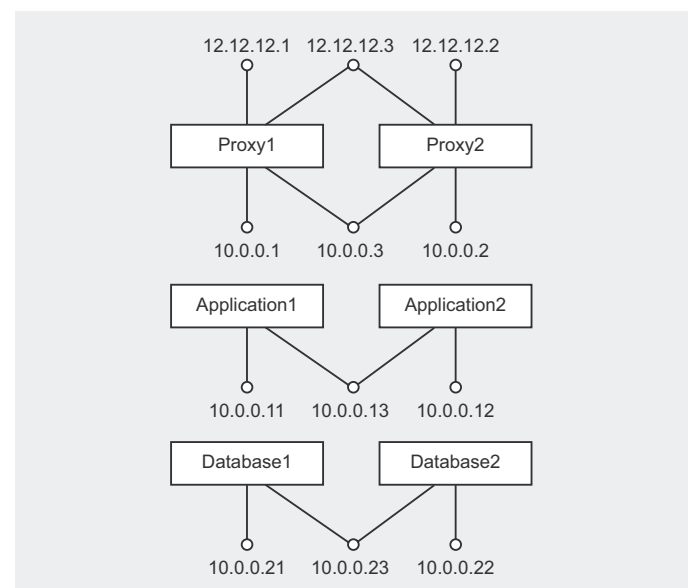 12.12.12.1 12.12.12.3 12.12.12.2
Proxy1 Proxy2
10.0.0.1 10.0.0.3 10.0.0.2
Application1 Application2
10.0.0.11 10.0.0.13 10.0.0.12
Database1 Database2
10.0.0.21 10.0.0.23 10.0.0.22